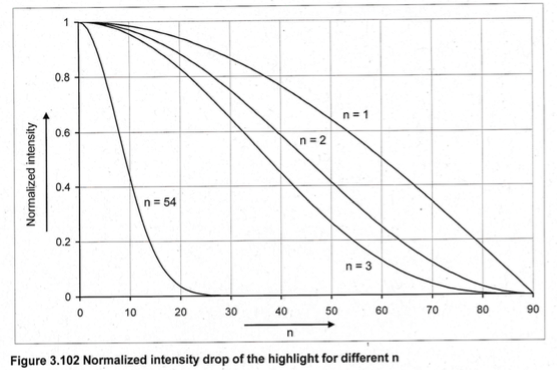 1
0.8
0.6
0.4
0.2
0
Normalized intensity
n = 1
n = 2
n = 54
n = 3
0 10 20 30 40 50 60 70 80 90
n
Figure 3.102 Normalized intensity drop of the highlight for different n